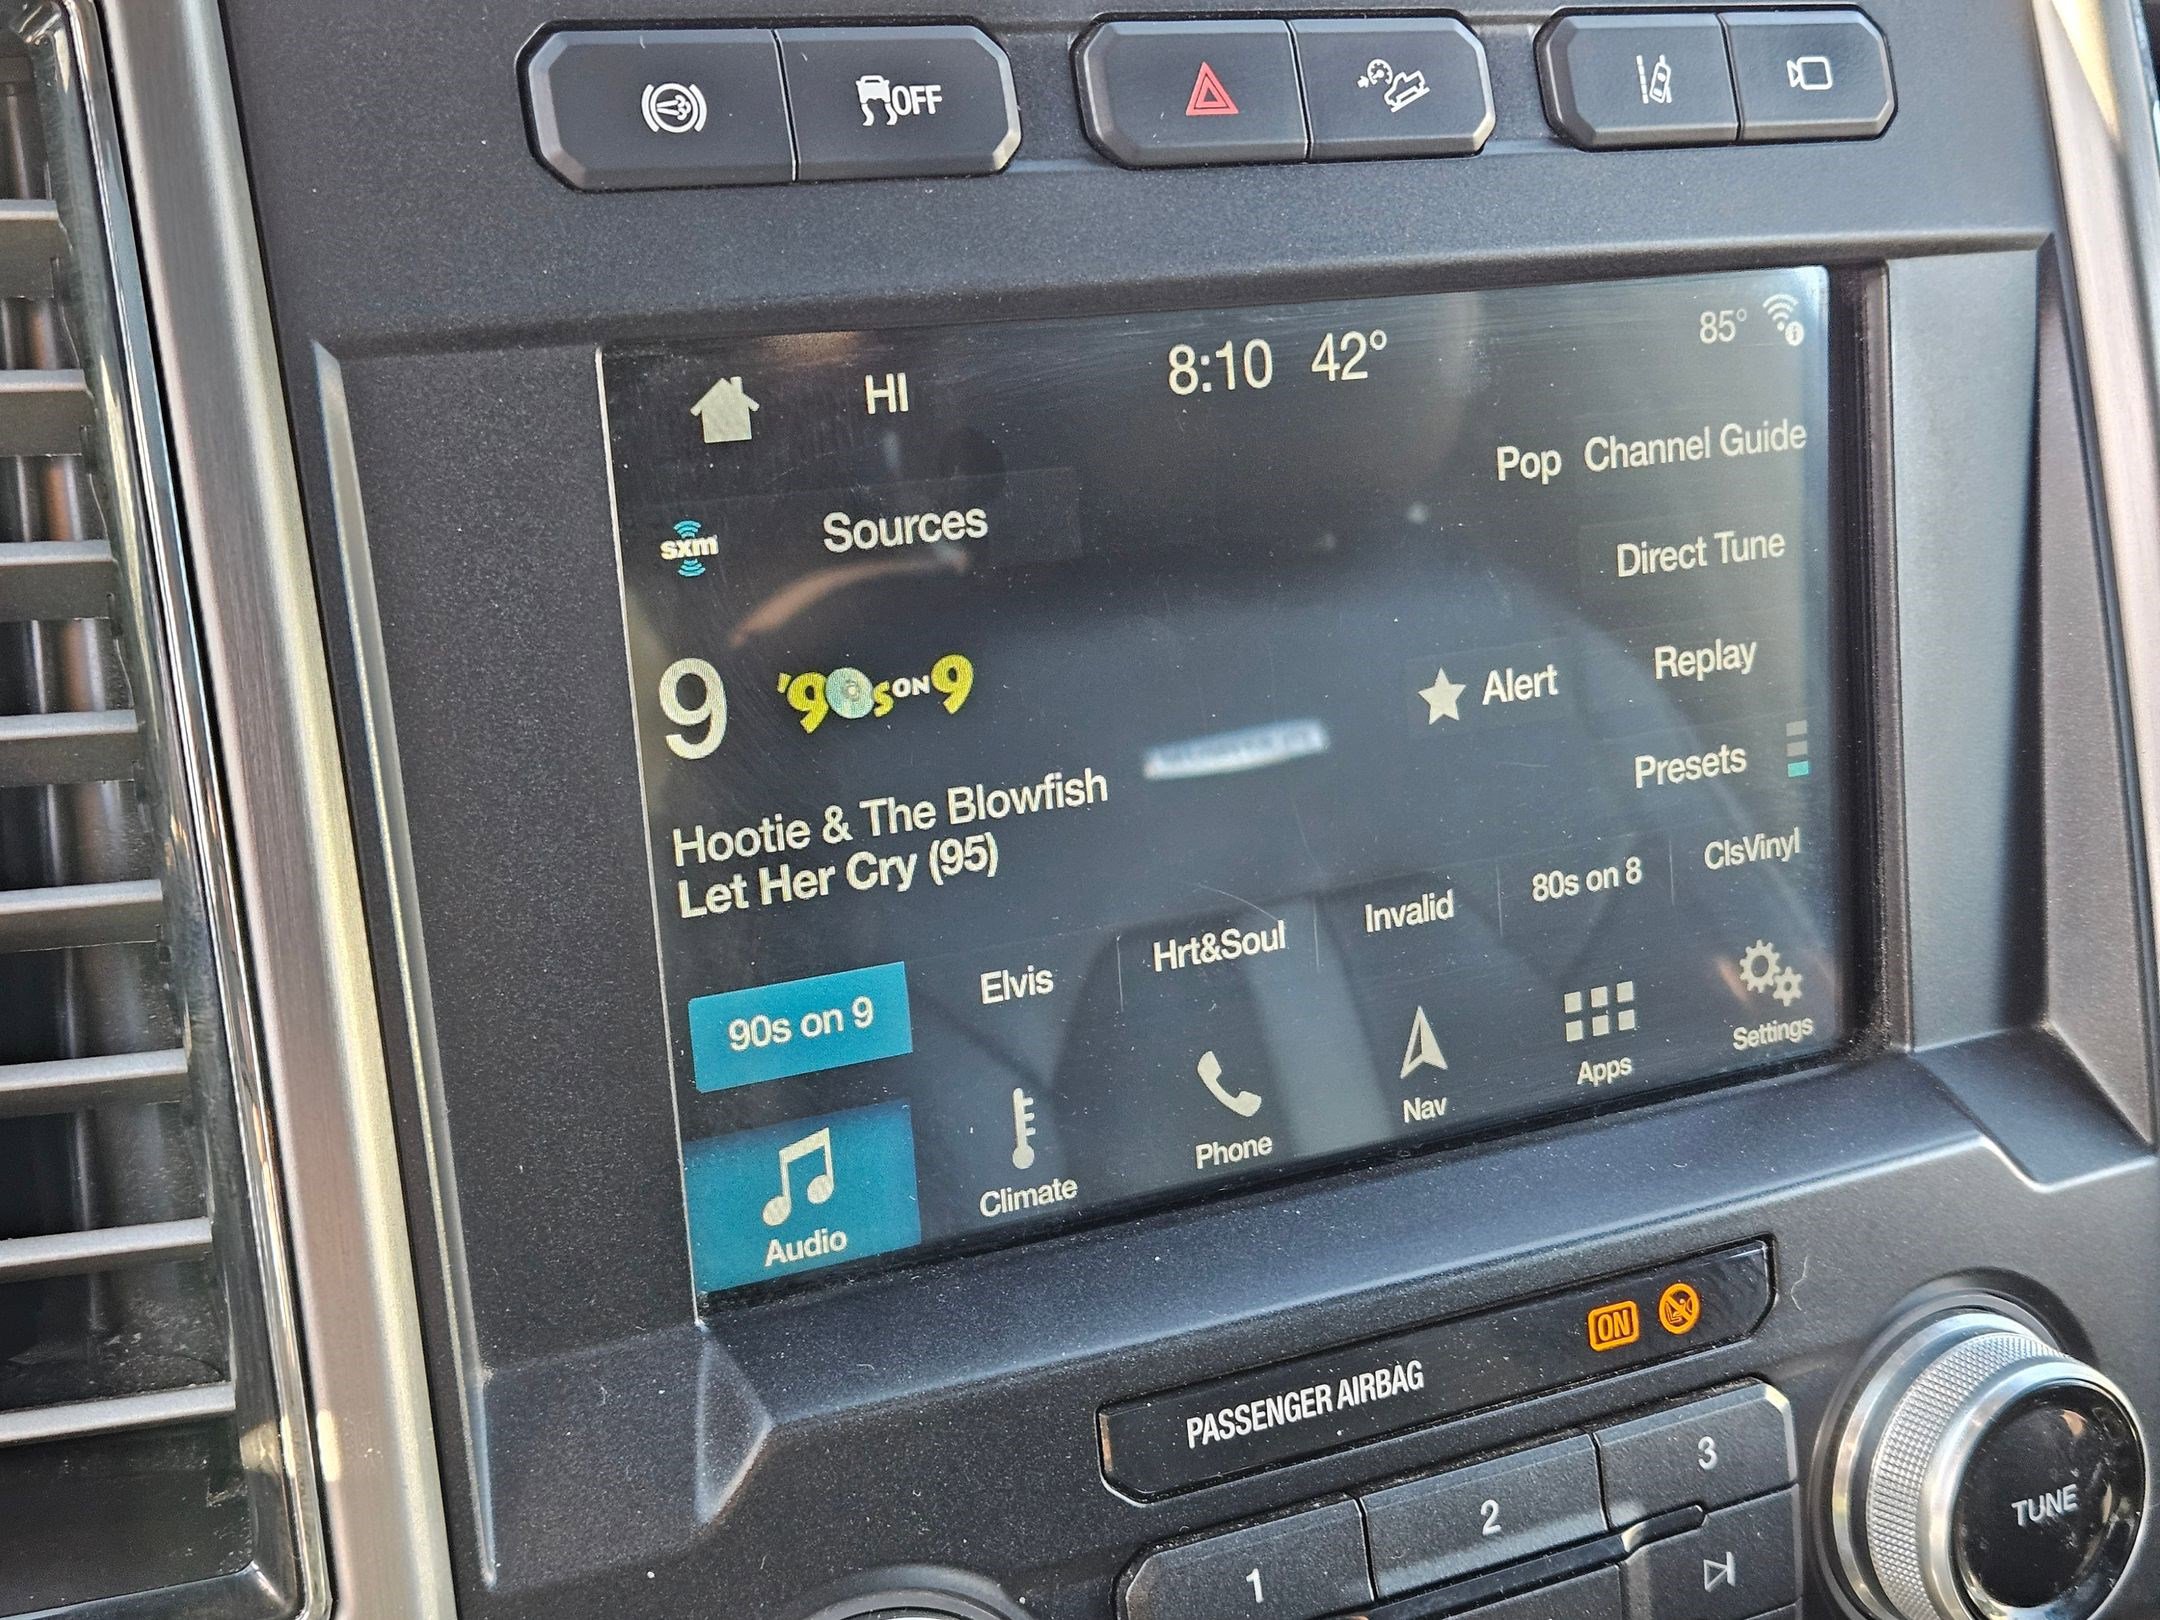 OFF
HI 8:10 42° 85°
Pop Channel Guide
sxm Sources
Direct Tune
9 '90s ON 9
Alert Replay
Presets
Hootie & The Blowfish
Let Her Cry (95)
90s on 9 Elvis Hrt&Soul Invalid 80s on 8 ClsVinyl
Audio Climate Phone Nav Apps Settings
PASSENGER AIRBAG ON
1 2 3
TUNE